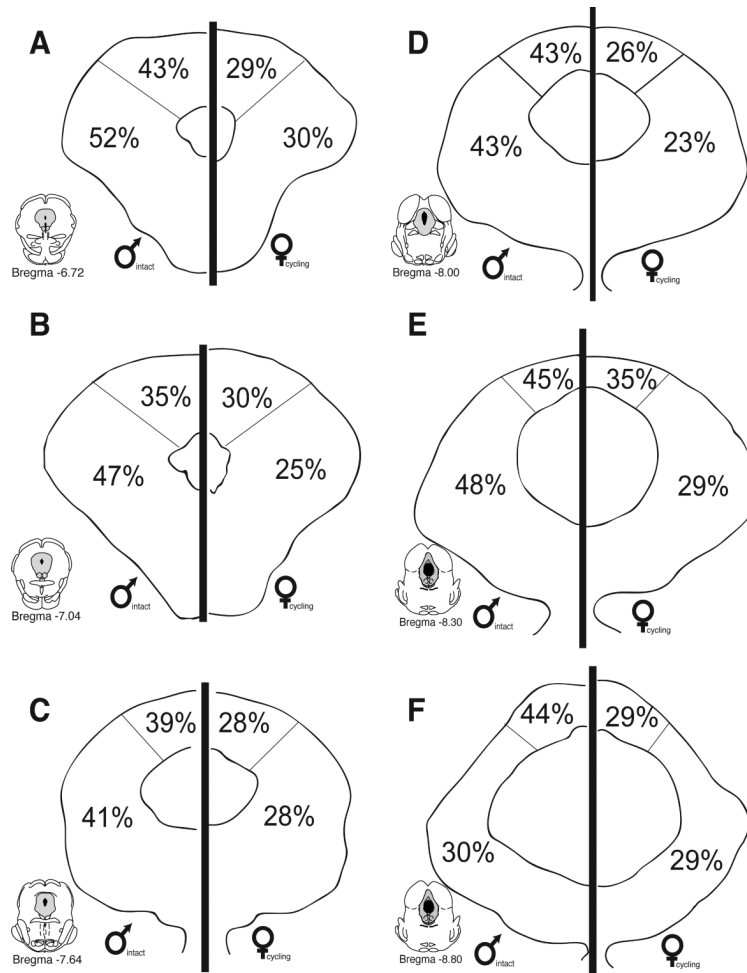 A
43% 29%
52% 30%
Bregma -6.72
♂intact
♀cycling
B
35% 30%
47% 25%
Bregma -7.04
♂intact
♀cycling
C
39% 28%
41% 28%
Bregma -7.64
♂intact
♀cycling
D
43% 26%
43% 23%
Bregma -8.00
♂intact
♀cycling
E
45% 35%
48% 29%
Bregma -8.30
♂intact
♀cycling
F
44% 29%
30% 29%
Bregma -8.80
♂intact
♀cycling